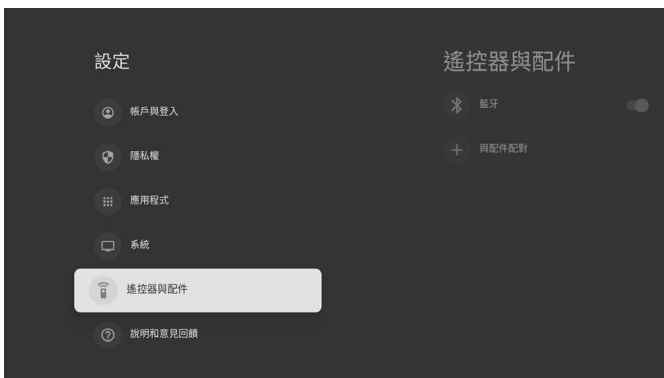 設定
帳戶與登入
隱私權
應用程式
系統
遙控器與配件
說明和意見回饋
遙控器與配件
藍牙
與配件配對